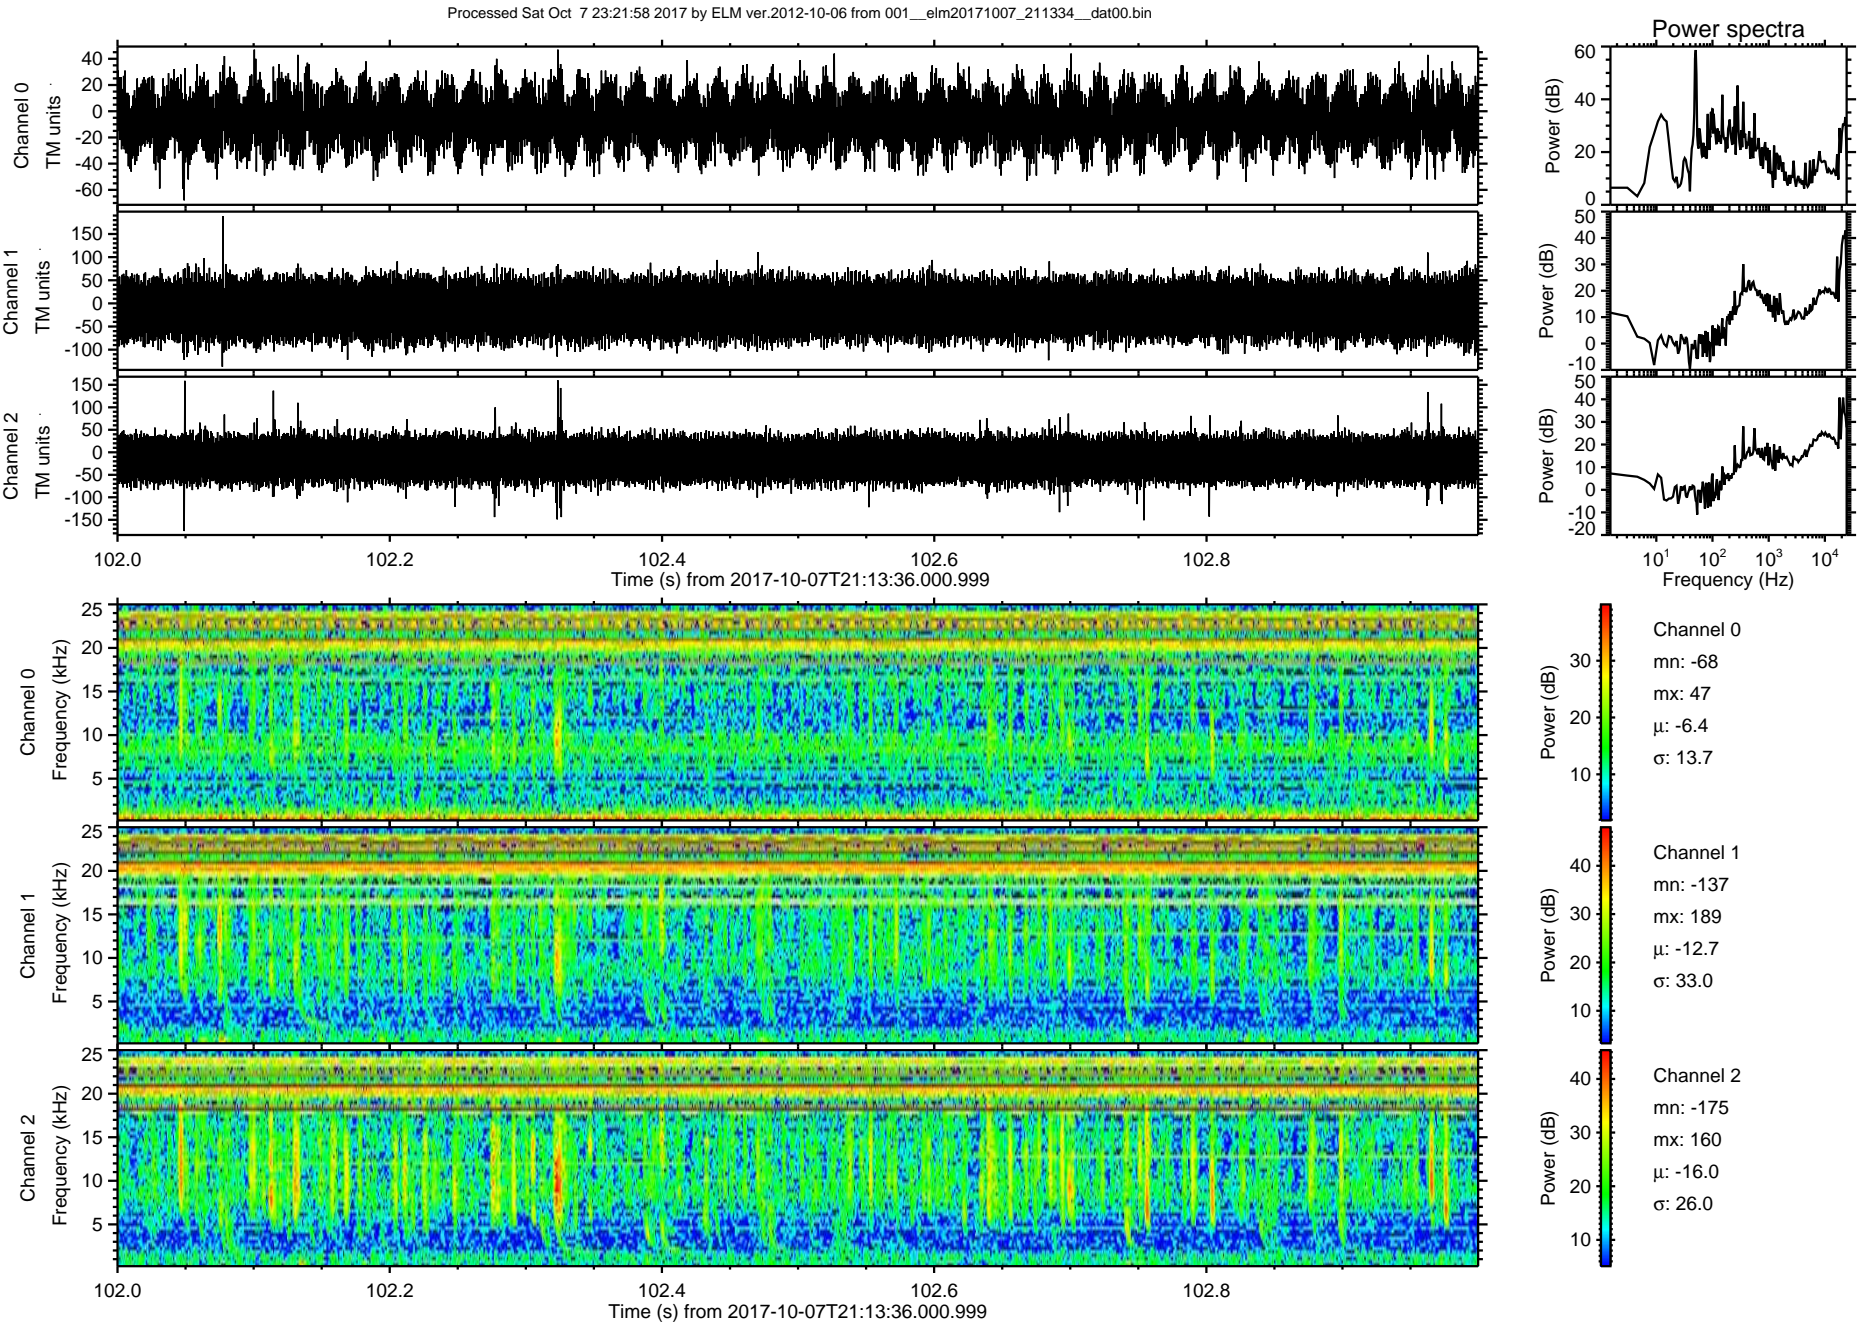 Processed Sat Oct  7 23:21:58 2017 by ELM ver.2012-10-06 from 001__elm20171007_211334__dat00.bin
Power spectra
Channel 0
TM units
40
20
0
-20
-40
-60
Power (dB)
60
40
20
0
Channel 1
TM units
150
100
50
0
-50
-100
Power (dB)
50
40
30
20
10
0
-10
Channel 2
TM units
150
100
50
0
-50
-100
-150
Power (dB)
50
40
30
20
10
0
-10
-20
102.0 102.2 102.4 102.6 102.8
Time (s) from 2017-10-07T21:13:36.000.999
10^1 10^2 10^3 10^4
Frequency (Hz)
Channel 0
Frequency (kHz)
25
20
15
10
5
Power (dB)
30
20
10
Channel 0
mn: -68
mx: 47
μ: -6.4
σ: 13.7
Channel 1
Frequency (kHz)
25
20
15
10
5
Power (dB)
40
30
20
10
Channel 1
mn: -137
mx: 189
μ: -12.7
σ: 33.0
Channel 2
Frequency (kHz)
25
20
15
10
5
Power (dB)
40
30
20
10
Channel 2
mn: -175
mx: 160
μ: -16.0
σ: 26.0
102.0 102.2 102.4 102.6 102.8
Time (s) from 2017-10-07T21:13:36.000.999